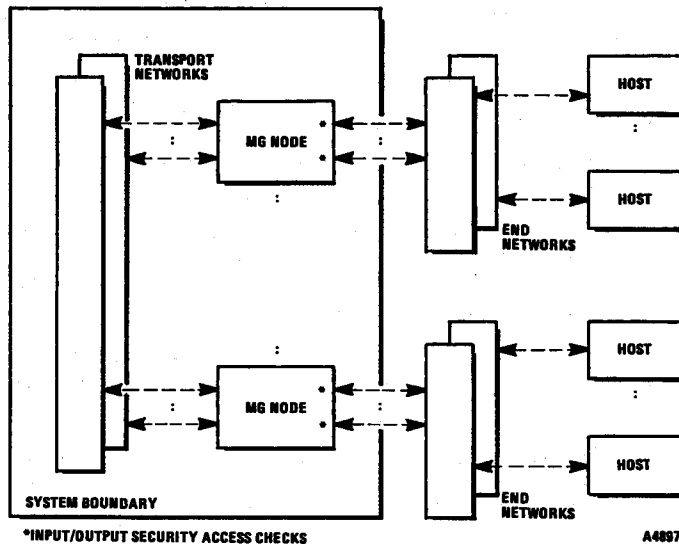 TRANSPORT
NETWORKS
MG NODE
*
*
HOST
HOST
END
NETWORKS
MG NODE
*
*
HOST
HOST
END
NETWORKS
SYSTEM BOUNDARY
*INPUT/OUTPUT SECURITY ACCESS CHECKS
A4897